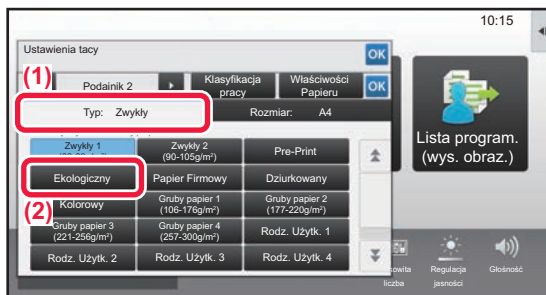 10:15
Ustawienia tacy
OK
(1)
Podajnik 2
Klasyfikacja pracy
Właściwości Papieru
OK
Typ: Zwykły
Rozmiar: A4
Zwykły 1
Zwykły 2
(90-105g/m²)
Pre-Print
Ekologiczny
Papier Firmowy
Dziurkowany
(2)
Kolorowy
Gruby papier 1
(106-176g/m²)
Gruby papier 2
(177-220g/m²)
Gruby papier 3
(221-256g/m²)
Gruby papier 4
(257-300g/m²)
Rodz. Użytk. 1
Rodz. Użytk. 2
Rodz. Użytk. 3
Rodz. Użytk. 4
Lista program.
(wys. obraz.)
liczba
Regulacja
jasności
Głośność